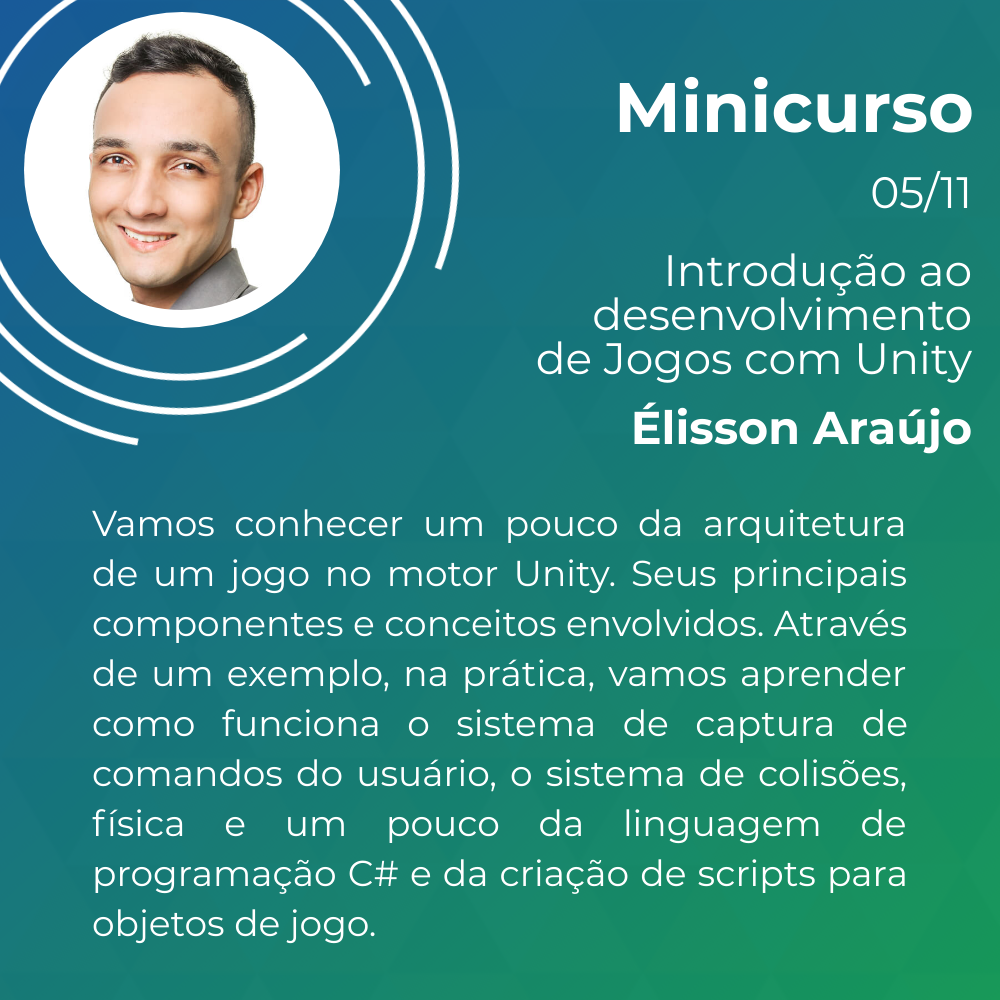 Minicurso
05/11
Introdução ao
desenvolvimento
de Jogos com Unity
Élisson Araújo
Vamos conhecer um pouco da arquitetura
de um jogo no motor Unity. Seus principais
componentes e conceitos envolvidos. Através
de um exemplo, na prática, vamos aprender
como funciona o sistema de captura de
comandos do usuário, o sistema de colisões,
física e um pouco da linguagem de
programação C# e da criação de scripts para
objetos de jogo.